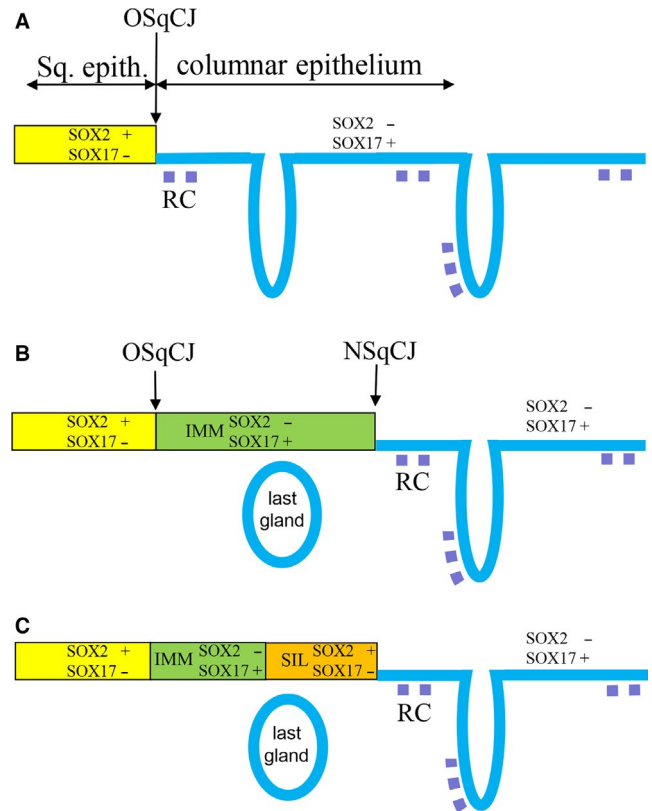 A
OSqCJ
Sq. epith.
columnar epithelium
SOX2 +
SOX17 –
SOX2 –
SOX17 +
RC
B
OSqCJ
NSqCJ
SOX2 +
SOX17 –
IMM
SOX2 –
SOX17 +
SOX2 –
SOX17 +
RC
last
gland
C
SOX2 +
SOX17 –
IMM
SOX2 –
SOX17 +
SIL
SOX2 +
SOX17 –
SOX2 –
SOX17 +
RC
last
gland